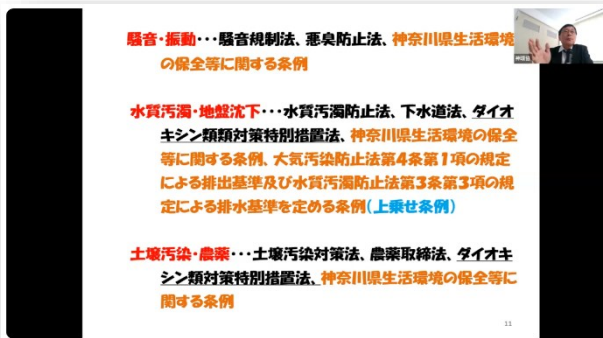 騒音・振動･･･騒音規制法、悪臭防止法、神奈川県生活環境
の保全等に関する条例
水質汚濁・地盤沈下･･･水質汚濁防止法、下水道法、ダイオ
キシン類類対策特別措置法、神奈川県生活環境の保全
等に関する条例、大気汚染防止法第4条第1項の規定
による排出基準及び水質汚濁防止法第3条第3項の規
定による排水基準を定める条例(上乗せ条例)
土壌汚染・農薬･･･土壌汚染対策法、農薬取締法、ダイオキ
シン類対策特別措置法、神奈川県生活環境の保全等に
関する条例
11